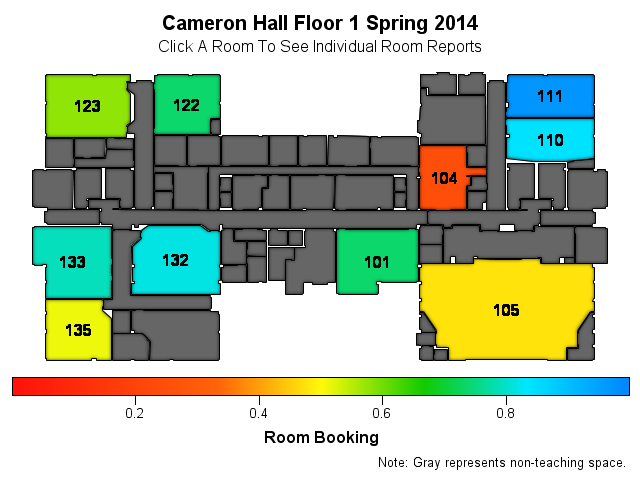 Cameron Hall Floor 1 Spring 2014
Click A Room To See Individual Room Reports
123
122
111
110
104
133
132
101
105
135
0.2 0.4 0.6 0.8
Room Booking
Note: Gray represents non-teaching space.